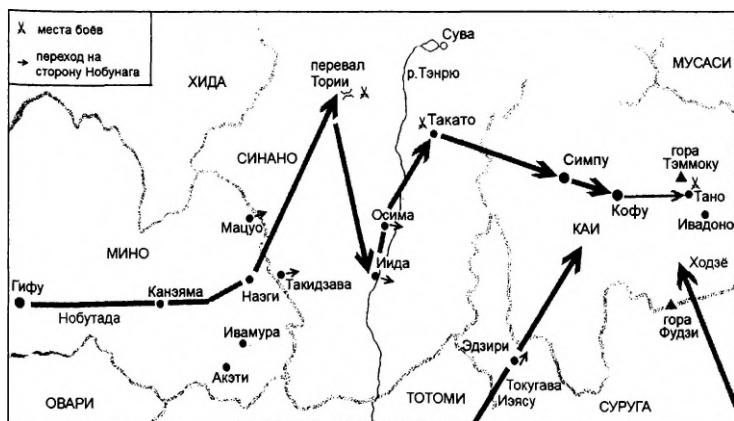 места боёв
переход на
сторону Нобунага
ХИДА
перевал
Тории
Сува
р.Тэнрю
МУСАСИ
Такато
СИНАНО
Симпу
гора
Тэммоку
Тано
Кофу
Ивадоно
Мацуо
Осима
КАИ
МИНО
Гифу
Канэяма
Наэги
Такидзава
Иида
Ходзё
Нобутада
гора
Фудзи
Ивамура
Акэти
Эдзири
Токугава
Иэясу
ОВАРИ
ТОТОМИ
СУРУГА